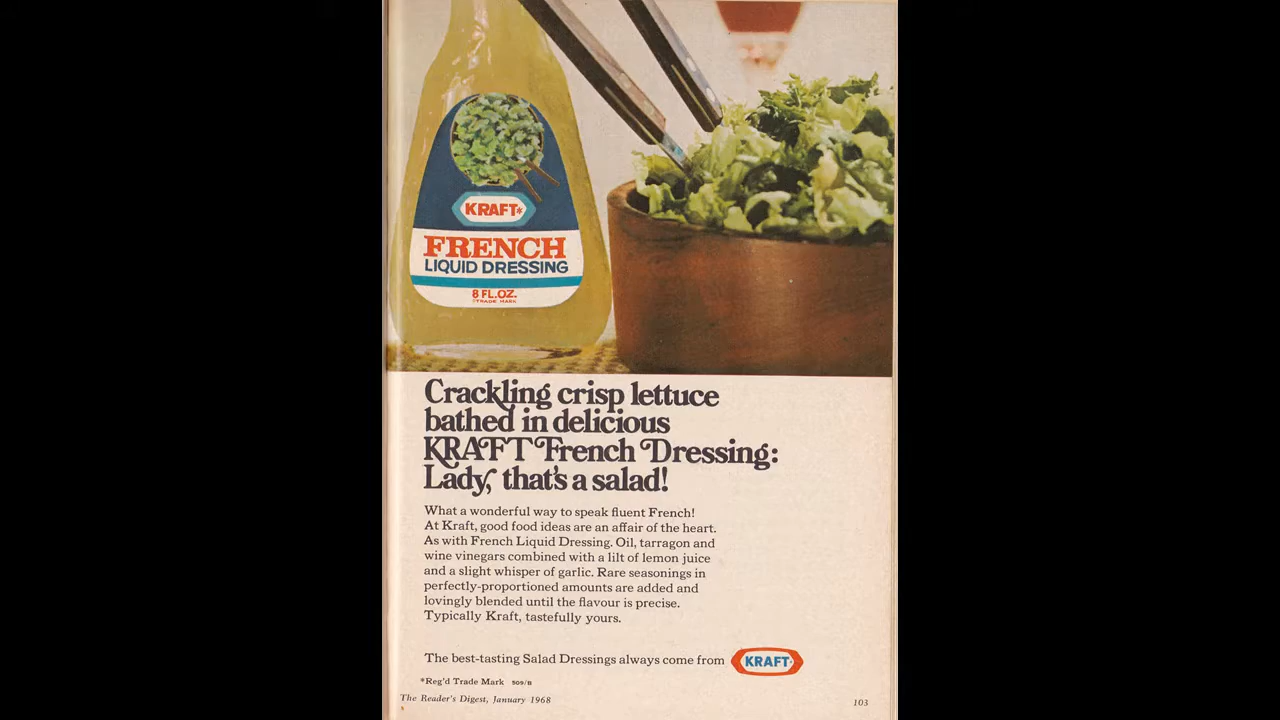 KRAFT*
FRENCH
LIQUID DRESSING
8 FL.OZ.
*TRADE MARK
Crackling crisp lettuce
bathed in delicious
KRAFT French Dressing:
Lady, that's a salad!
What a wonderful way to speak fluent French!
At Kraft, good food ideas are an affair of the heart.
As with French Liquid Dressing. Oil, tarragon and
wine vinegars combined with a lilt of lemon juice
and a slight whisper of garlic. Rare seasonings in
perfectly-proportioned amounts are added and
lovingly blended until the flavour is precise.
Typically Kraft, tastefully yours.
The best-tasting Salad Dressings always come from KRAFT
*Reg'd Trade Mark 509/B
The Reader's Digest, January 1968
103